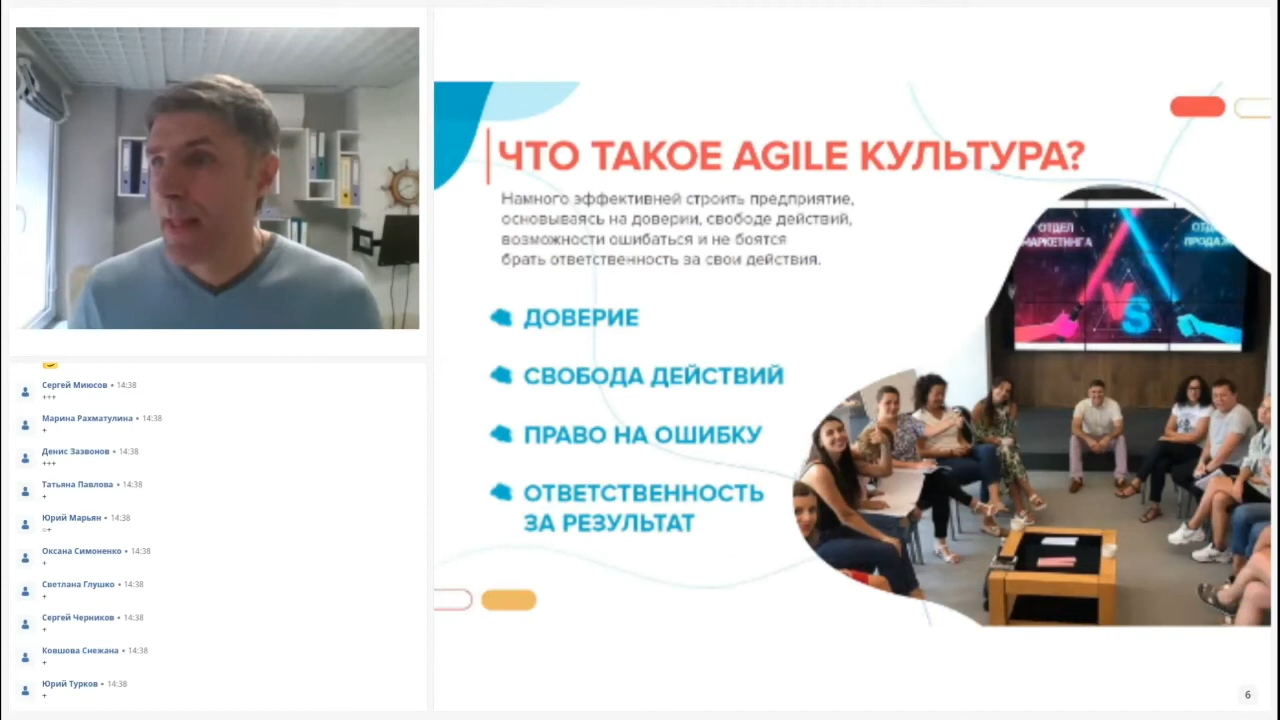 Сергей Миюсов • 14:38
+++
Марина Рахматулина • 14:38
+
Денис Зазвонов • 14:38
+++
Татьяна Павлова • 14:38
+
Юрий Марьян • 14:38
=+
Оксана Симоненко • 14:38
+
Светлана Глушко • 14:38
+
Сергей Черников • 14:38
+
Ковшова Снежана • 14:38
+
Юрий Турков • 14:38
+
ЧТО ТАКОЕ AGILE КУЛЬТУРА?
Намного эффективней строить предприятие,
основываясь на доверии, свободе действий,
возможности ошибаться и не боятся
брать ответственность за свои действия.
ДОВЕРИЕ
СВОБОДА ДЕЙСТВИЙ
ПРАВО НА ОШИБКУ
ОТВЕТСТВЕННОСТЬ
ЗА РЕЗУЛЬТАТ
ОТДЕЛ
МАРКЕТИНГА
VS
6